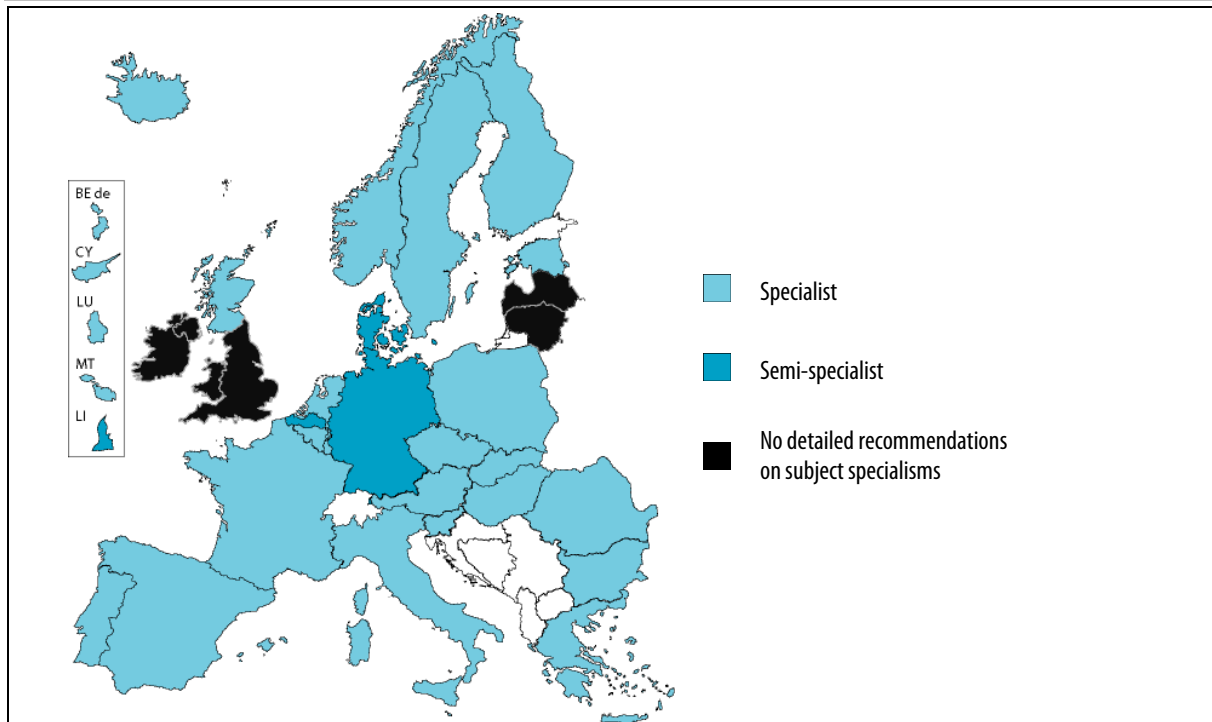 BE de
CY
LU
MT
LI
Specialist
Semi-specialist
No detailed recommendations
on subject specialisms